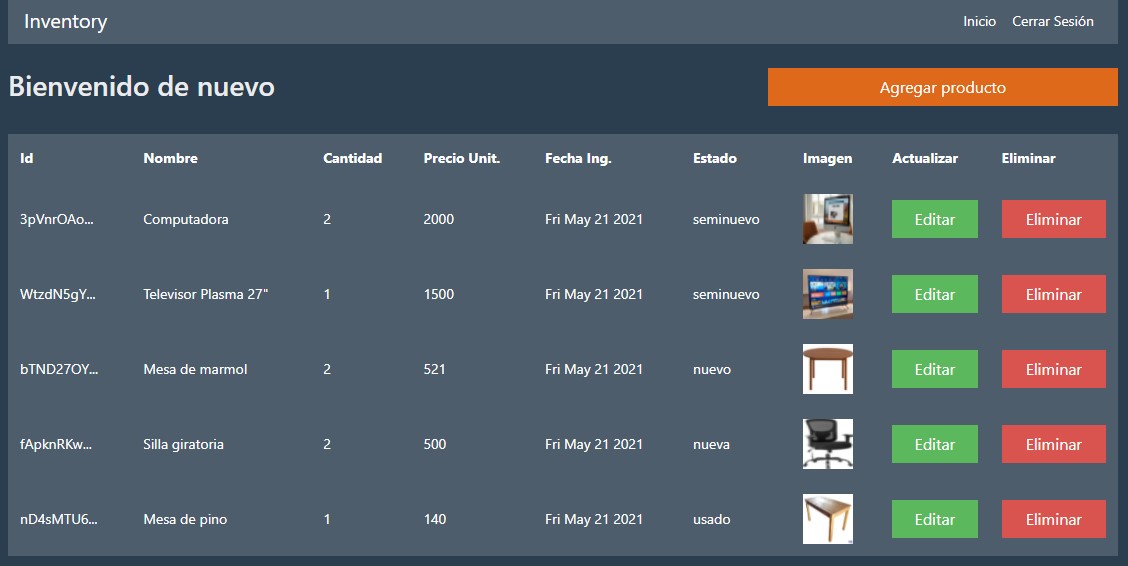 Inventory Inicio Cerrar Sesión
Bienvenido de nuevo Agregar producto
Id Nombre Cantidad Precio Unit. Fecha Ing. Estado Imagen Actualizar Eliminar
3pVnrOAo... Computadora 2 2000 Fri May 21 2021 seminuevo Editar Eliminar
WtzdN5gY... Televisor Plasma 27" 1 1500 Fri May 21 2021 seminuevo Editar Eliminar
bTND27OY... Mesa de marmol 2 521 Fri May 21 2021 nuevo Editar Eliminar
fApknRKw... Silla giratoria 2 500 Fri May 21 2021 nueva Editar Eliminar
nD4sMTU6... Mesa de pino 1 140 Fri May 21 2021 usado Editar Eliminar